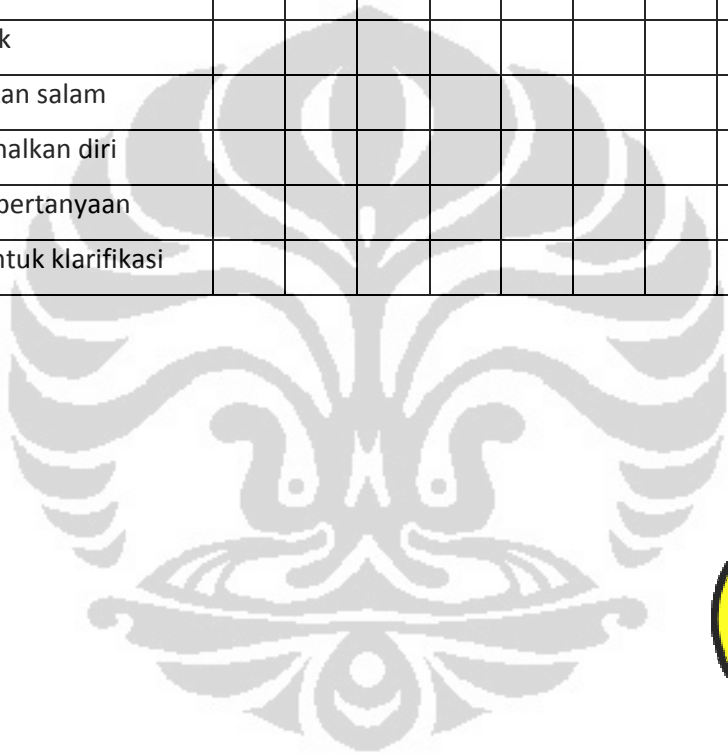 k
an salam
nalkan diri
pertanyaan
ntuk klarifikasi